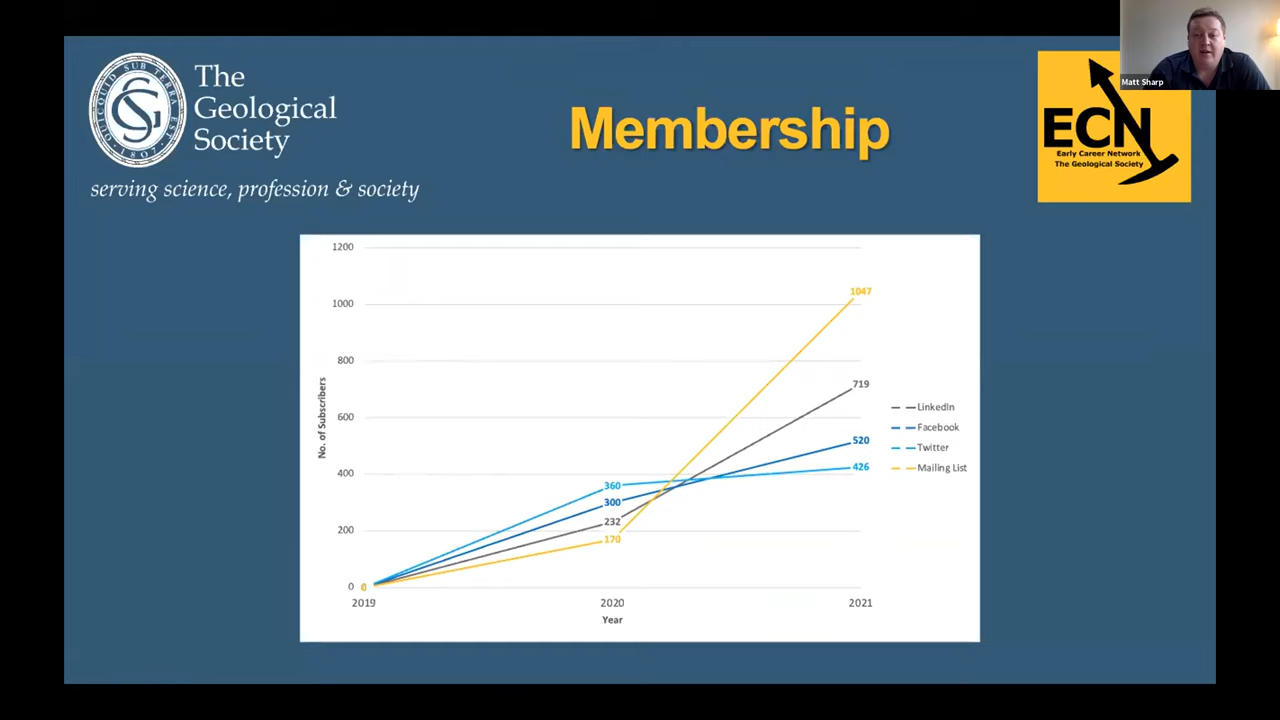 The
Geological
Society
serving science, profession & society
QUICQUID SUB TERRA EST
1807
Membership
Matt Sharp
ECN
Early Career Network
The Geological Society
1200
1000
800
600
400
200
0
No. of Subscribers
1047
719
520
426
360
300
232
170
0
2019
2020
2021
Year
LinkedIn
Facebook
Twitter
Mailing List